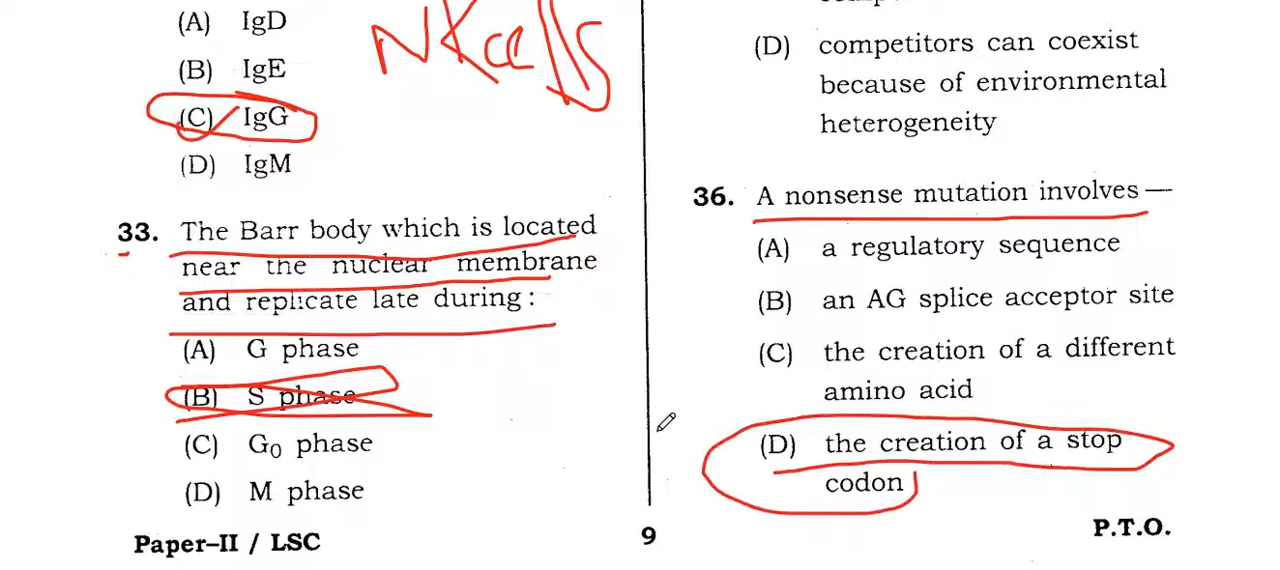 (A) IgD
(B) IgE
(C) IgG
(D) IgM
NK cells
33. The Barr body which is located
near the nuclear membrane
and replicate late during :
(A) G phase
(B) S phase
(C) G0 phase
(D) M phase
(D) competitors can coexist
because of environmental
heterogeneity
36. A nonsense mutation involves —
(A) a regulatory sequence
(B) an AG splice acceptor site
(C) the creation of a different
amino acid
(D) the creation of a stop
codon
Paper–II / LSC
9
P.T.O.